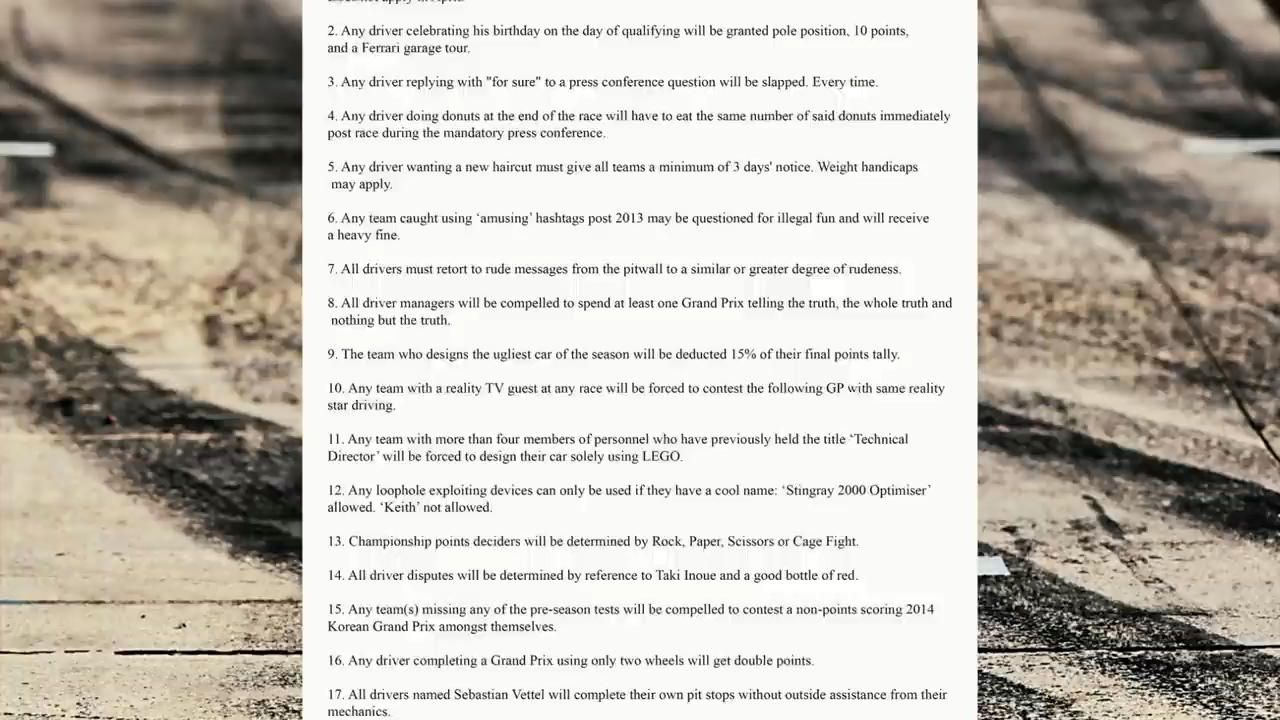 2. Any driver celebrating his birthday on the day of qualifying will be granted pole position, 10 points,
and a Ferrari garage tour.
3. Any driver replying with "for sure" to a press conference question will be slapped. Every time.
4. Any driver doing donuts at the end of the race will have to eat the same number of said donuts immediately
post race during the mandatory press conference.
5. Any driver wanting a new haircut must give all teams a minimum of 3 days' notice. Weight handicaps
may apply.
6. Any team caught using ‘amusing’ hashtags post 2013 may be questioned for illegal fun and will receive
a heavy fine.
7. All drivers must retort to rude messages from the pitwall to a similar or greater degree of rudeness.
8. All driver managers will be compelled to spend at least one Grand Prix telling the truth, the whole truth and
nothing but the truth.
9. The team who designs the ugliest car of the season will be deducted 15% of their final points tally.
10. Any team with a reality TV guest at any race will be forced to contest the following GP with same reality
star driving.
11. Any team with more than four members of personnel who have previously held the title ‘Technical
Director’ will be forced to design their car solely using LEGO.
12. Any loophole exploiting devices can only be used if they have a cool name: ‘Stingray 2000 Optimiser’
allowed. ‘Keith’ not allowed.
13. Championship points deciders will be determined by Rock, Paper, Scissors or Cage Fight.
14. All driver disputes will be determined by reference to Taki Inoue and a good bottle of red.
15. Any team(s) missing any of the pre-season tests will be compelled to contest a non-points scoring 2014
Korean Grand Prix amongst themselves.
16. Any driver completing a Grand Prix using only two wheels will get double points.
17. All drivers named Sebastian Vettel will complete their own pit stops without outside assistance from their
mechanics.